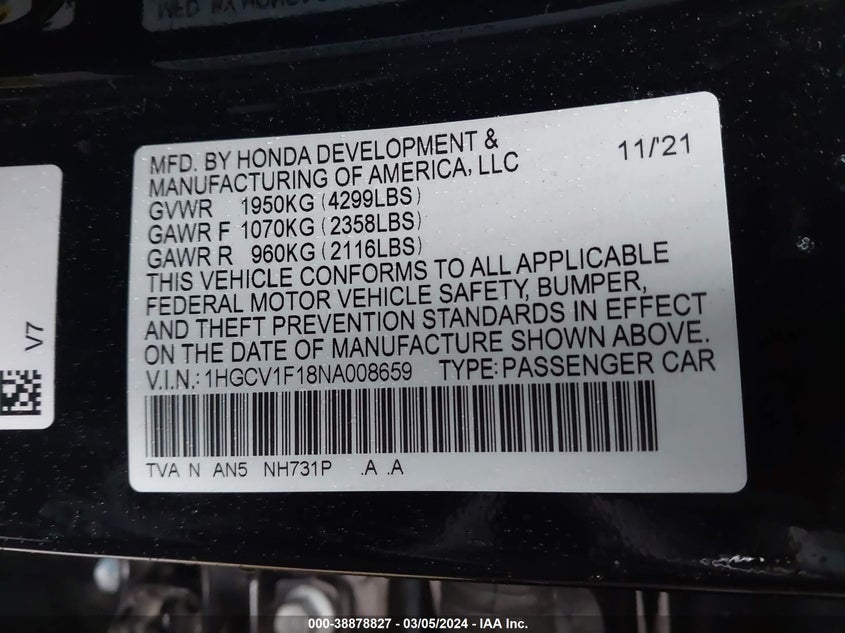 MFD. BY HONDA DEVELOPMENT & 11/'21
MANUFACTURING OF AMERICA, LLC
GVWR 1950KG (4299LBS)
GAWR F 1070KG (2358LBS)
GAWR R 960KG (2116LBS)
THIS VEHICLE CONFORMS TO ALL APPLICABLE
FEDERAL MOTOR VEHICLE SAFETY, BUMPER,
AND THEFT PREVENTION STANDARDS IN EFFECT
ON THE DATE OF MANUFACTURE SHOWN ABOVE.
V.I.N.: 1HGCV1F18NA008659 TYPE: PASSENGER CAR
TVA N AN5 NH731P .A .A
V7
000-38878827 - 03/05/2024 - IAA Inc.